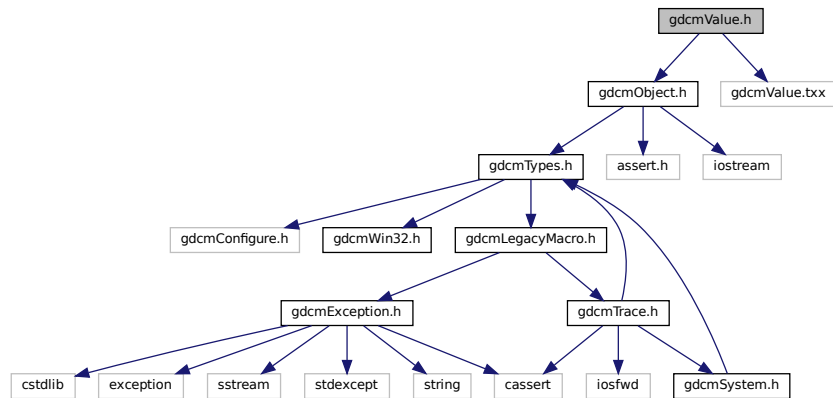 gdcmValue.h
gdcmObject.h
gdcmValue.txx
gdcmTypes.h
assert.h
iostream
gdcmConfigure.h
gdcmWin32.h
gdcmLegacyMacro.h
gdcmException.h
gdcmTrace.h
cstdlib
exception
sstream
stdexcept
string
cassert
iosfwd
gdcmSystem.h